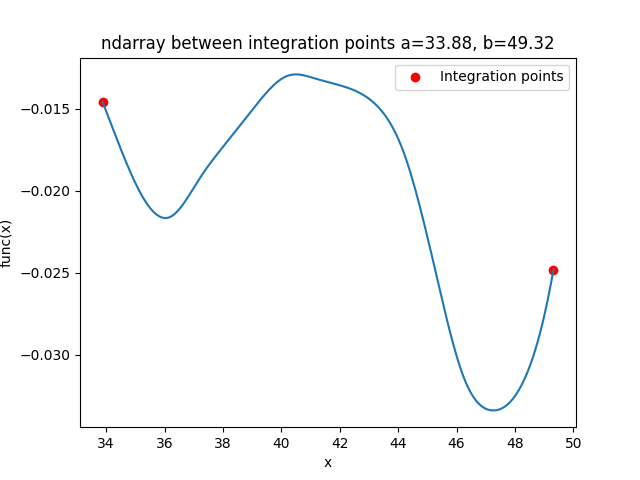 ndarray between integration points a=33.88, b=49.32
Integration points
−0.015
−0.020
−0.025
−0.030
func(x)
34 36 38 40 42 44 46 48 50
x